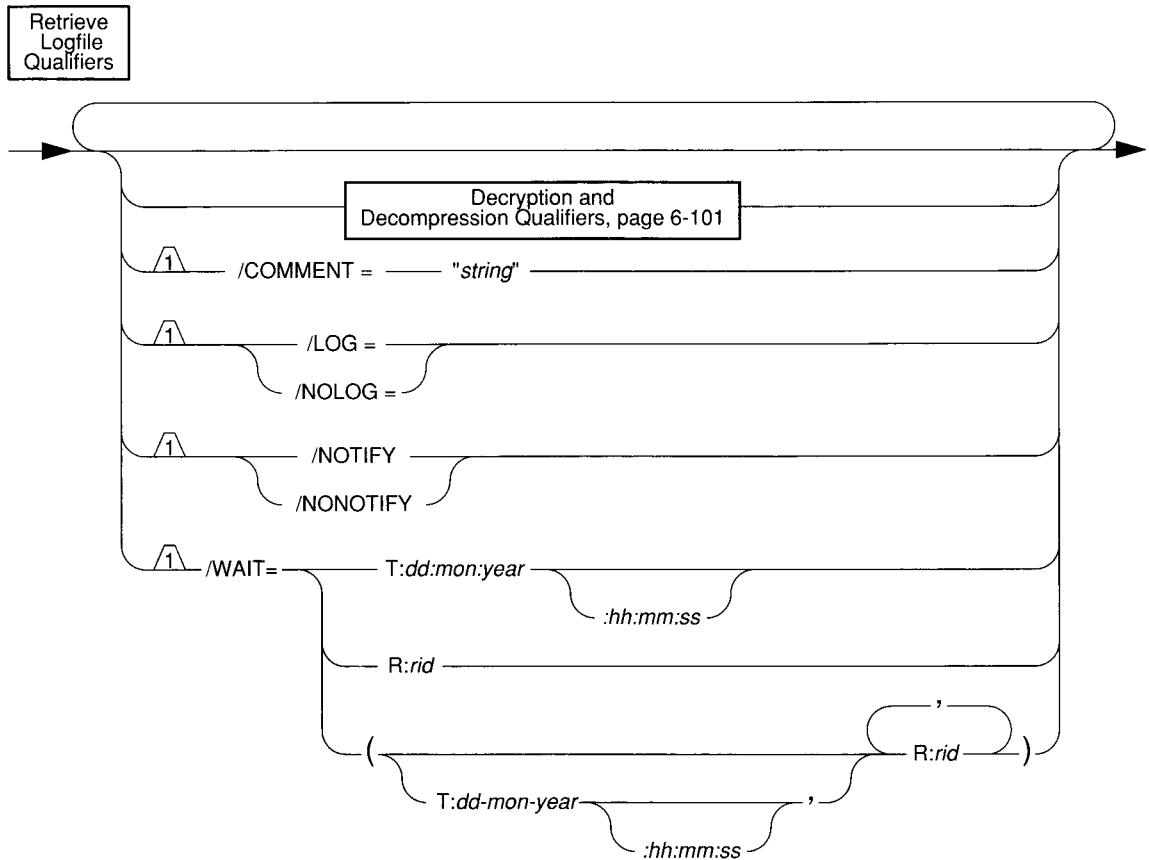 Retrieve
Logfile
Qualifiers
Decryption and
Decompression Qualifiers, page 6-101
1 /COMMENT = "string"
1 /LOG =
/NOLOG =
1 /NOTIFY
/NONOTIFY
1 /WAIT= T:dd:mon:year
:hh:mm:ss
R:rid
,
( R:rid )
T:dd-mon-year ,
:hh:mm:ss